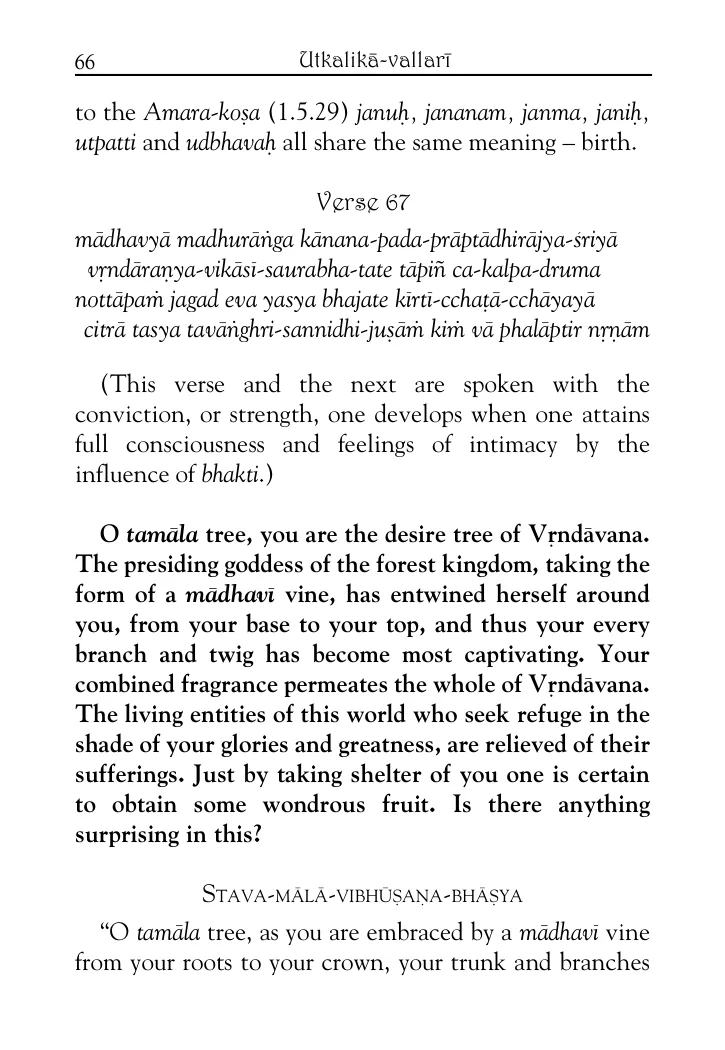 66
Utkalikā-vallarī
to the Amara-koṣa (1.5.29) januḥ, jananam, janma, janiḥ,
utpatti and udbhavaḥ all share the same meaning – birth.
Verse 67
mādhavyā madhurāṅga kānana-pada-prāptādhirājya-śriyā
vṛndāraṇya-vikāsi-saurabha-tate tāpiñ ca-kalpa-druma
nottāpaṁ jagad eva yasya bhajate kīrti-cchaṭā-cchāyayā
citrā tasya tavāṅghri-sannidhi-juṣāṁ kiṁ vā phalāptir nṛṇām
(This verse and the next are spoken with the
conviction, or strength, one develops when one attains
full consciousness and feelings of intimacy by the
influence of bhakti.)
O tamāla tree, you are the desire tree of Vṛndāvana.
The presiding goddess of the forest kingdom, taking the
form of a mādhavī vine, has entwined herself around
you, from your base to your top, and thus your every
branch and twig has become most captivating. Your
combined fragrance permeates the whole of Vṛndāvana.
The living entities of this world who seek refuge in the
shade of your glories and greatness, are relieved of their
sufferings. Just by taking shelter of you one is certain
to obtain some wondrous fruit. Is there anything
surprising in this?
Stava-mālā-vibhūṣaṇa-bhāṣya
“O tamāla tree, as you are embraced by a mādhavī vine
from your roots to your crown, your trunk and branches